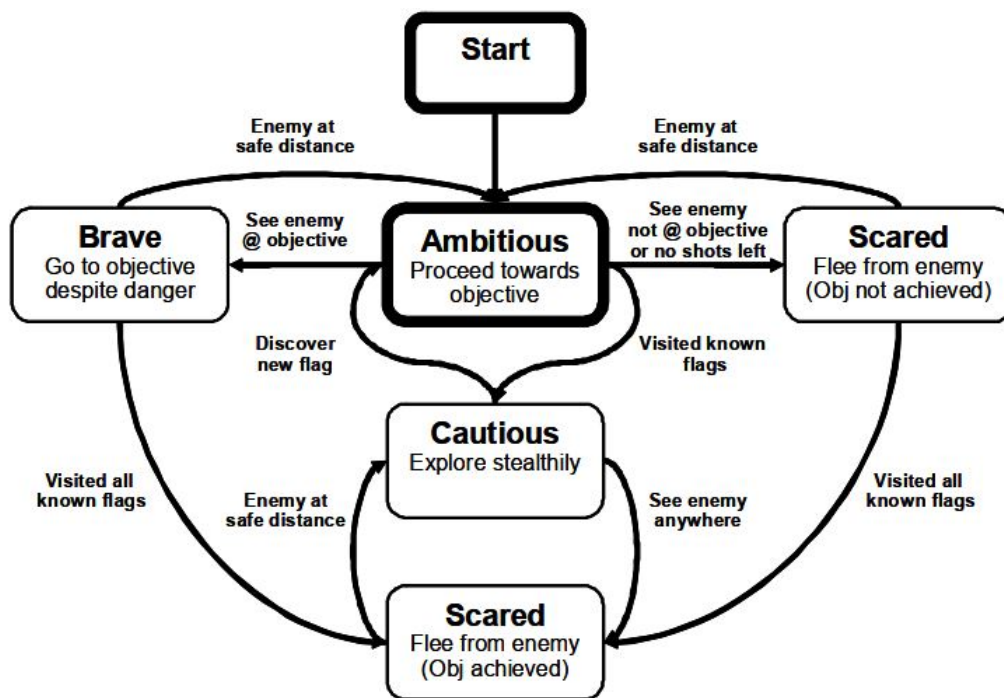 Start
Enemy at
safe distance
Enemy at
safe distance
Brave
Go to objective
despite danger
See enemy
@ objective
Ambitious
Proceed towards
objective
See enemy
not @ objective
or no shots left
Scared
Flee from enemy
(Obj not achieved)
Discover
new flag
Visited known
flags
Cautious
Explore stealthily
Visited all
known flags
Enemy at
safe distance
See enemy
anywhere
Visited all
known flags
Scared
Flee from enemy
(Obj achieved)